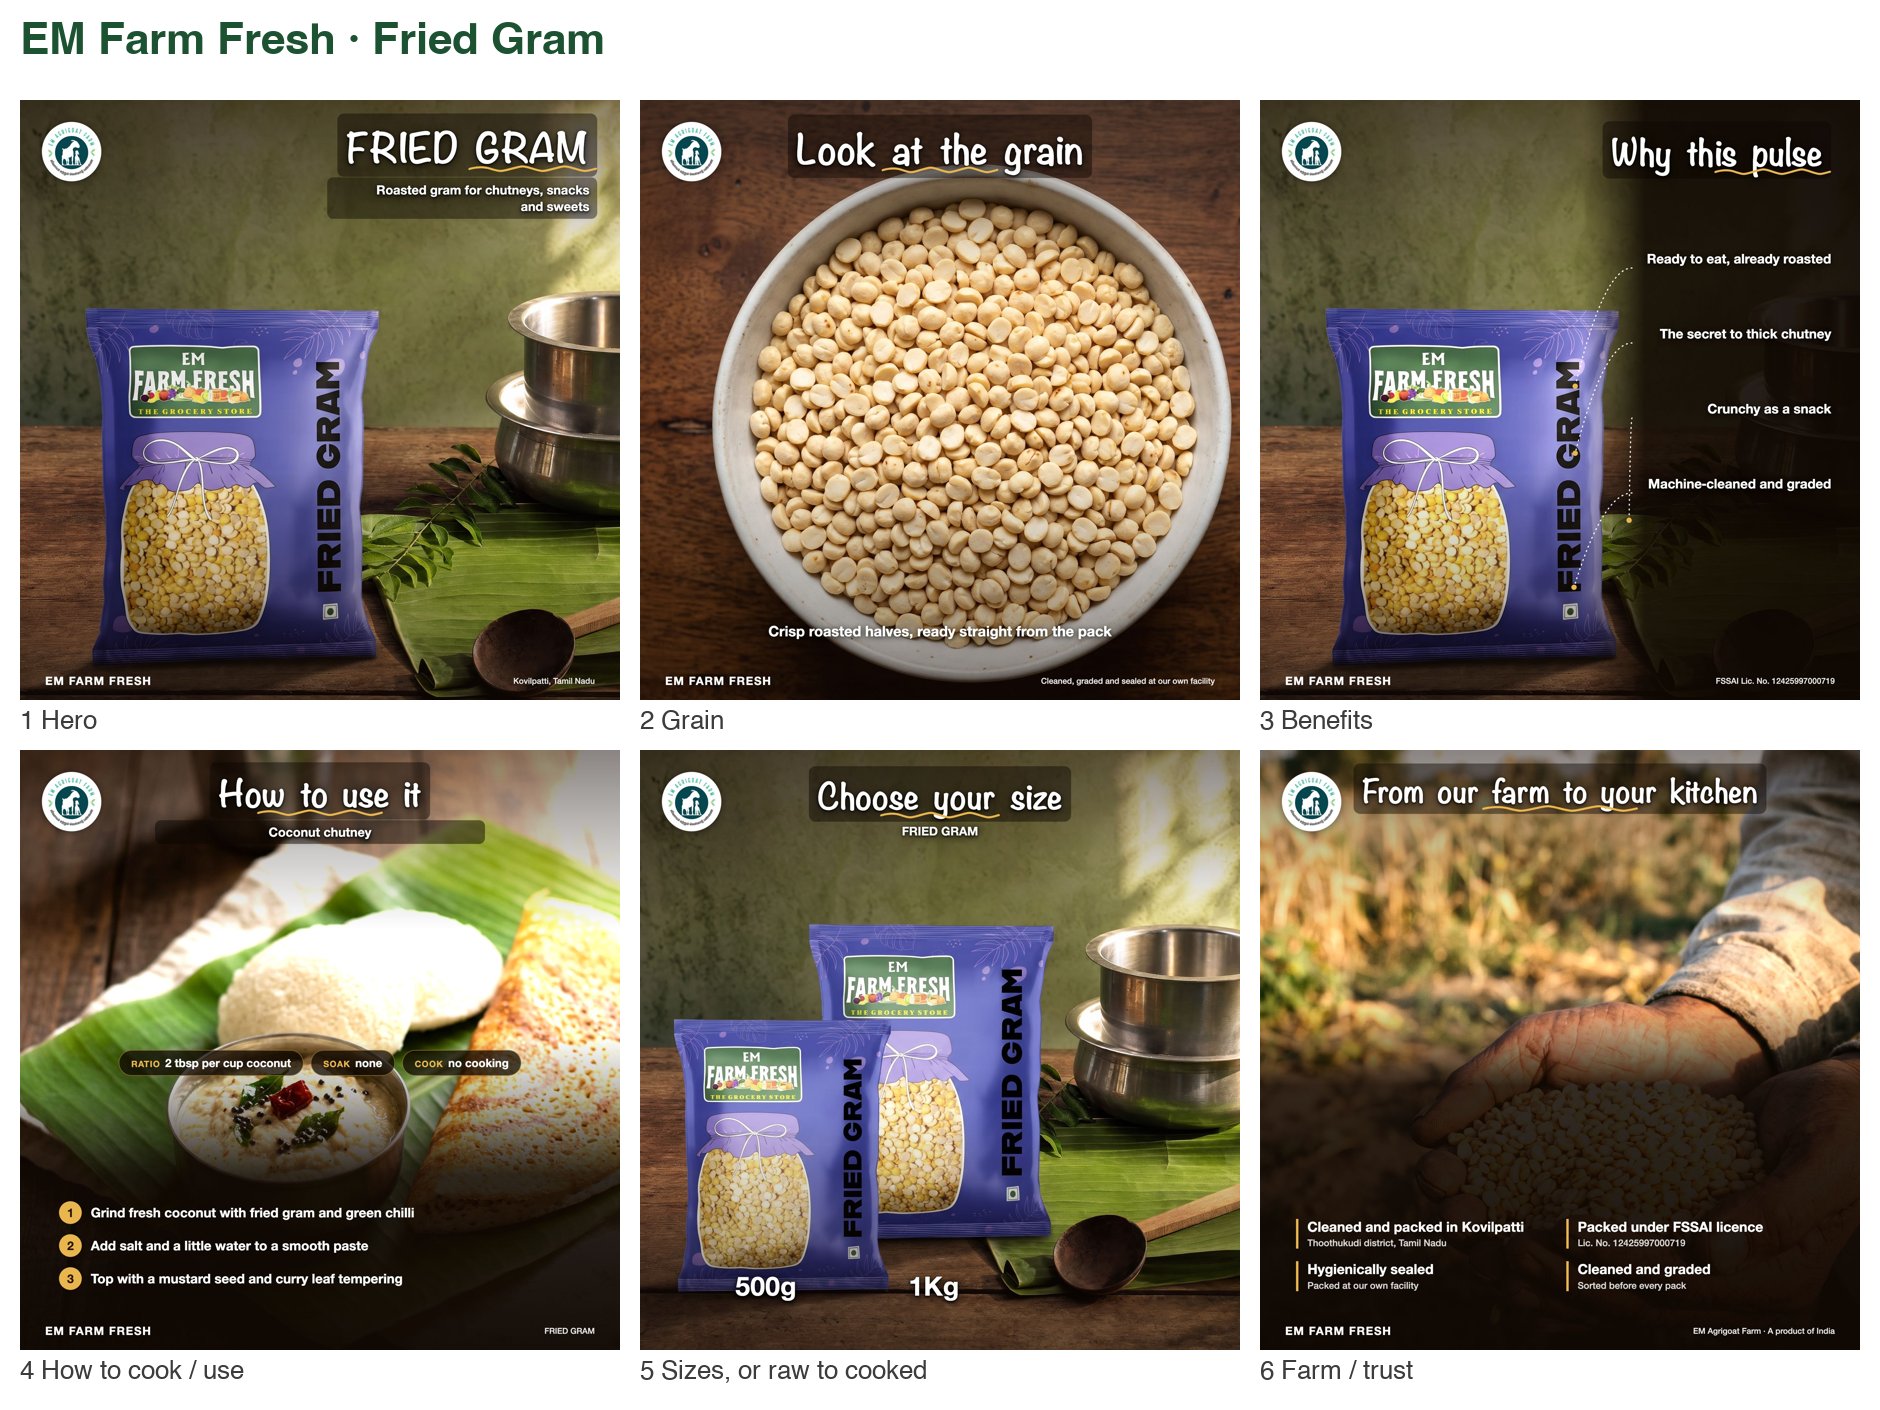 EM Farm Fresh · Fried Gram
FRIED GRAM
Roasted gram for chutneys, snacks
and sweets
EM
FARM FRESH
THE GROCERY STORE
FRIED GRAM
EM FARM FRESH
Kovilpatti, Tamil Nadu
1 Hero
Look at the grain
Crisp roasted halves, ready straight from the pack
EM FARM FRESH
Cleaned, graded and sealed at our own facility
2 Grain
Why this pulse
Ready to eat, already roasted
The secret to thick chutney
Crunchy as a snack
Machine-cleaned and graded
EM
FARM FRESH
THE GROCERY STORE
FRIED GRAM
EM FARM FRESH
FSSAI Lic. No. 12425997000719
3 Benefits
How to use it
Coconut chutney
RATIO 2 tbsp per cup coconut
SOAK none
COOK no cooking
1 Grind fresh coconut with fried gram and green chilli
2 Add salt and a little water to a smooth paste
3 Top with a mustard seed and curry leaf tempering
EM FARM FRESH
FRIED GRAM
4 How to cook / use
Choose your size
FRIED GRAM
EM
FARM FRESH
THE GROCERY STORE
FRIED GRAM
EM
FARM FRESH
THE GROCERY STORE
FRIED GRAM
500g
1Kg
5 Sizes, or raw to cooked
From our farm to your kitchen
Cleaned and packed in Kovilpatti
Thoothukudi district, Tamil Nadu
Packed under FSSAI licence
Lic. No. 12425997000719
Hygienically sealed
Packed at our own facility
Cleaned and graded
Sorted before every pack
EM FARM FRESH
EM Agrigoat Farm · A product of India
6 Farm / trust